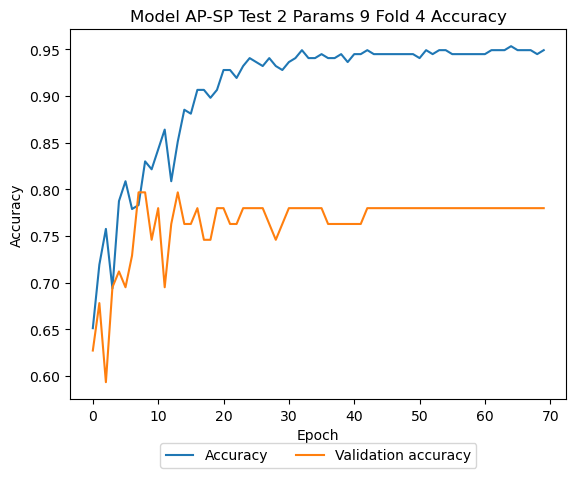 Model AP-SP Test 2 Params 9 Fold 4 Accuracy
Accuracy
0.95
0.90
0.85
0.80
0.75
0.70
0.65
0.60
0 10 20 30 40 50 60 70
Epoch
Accuracy Validation accuracy